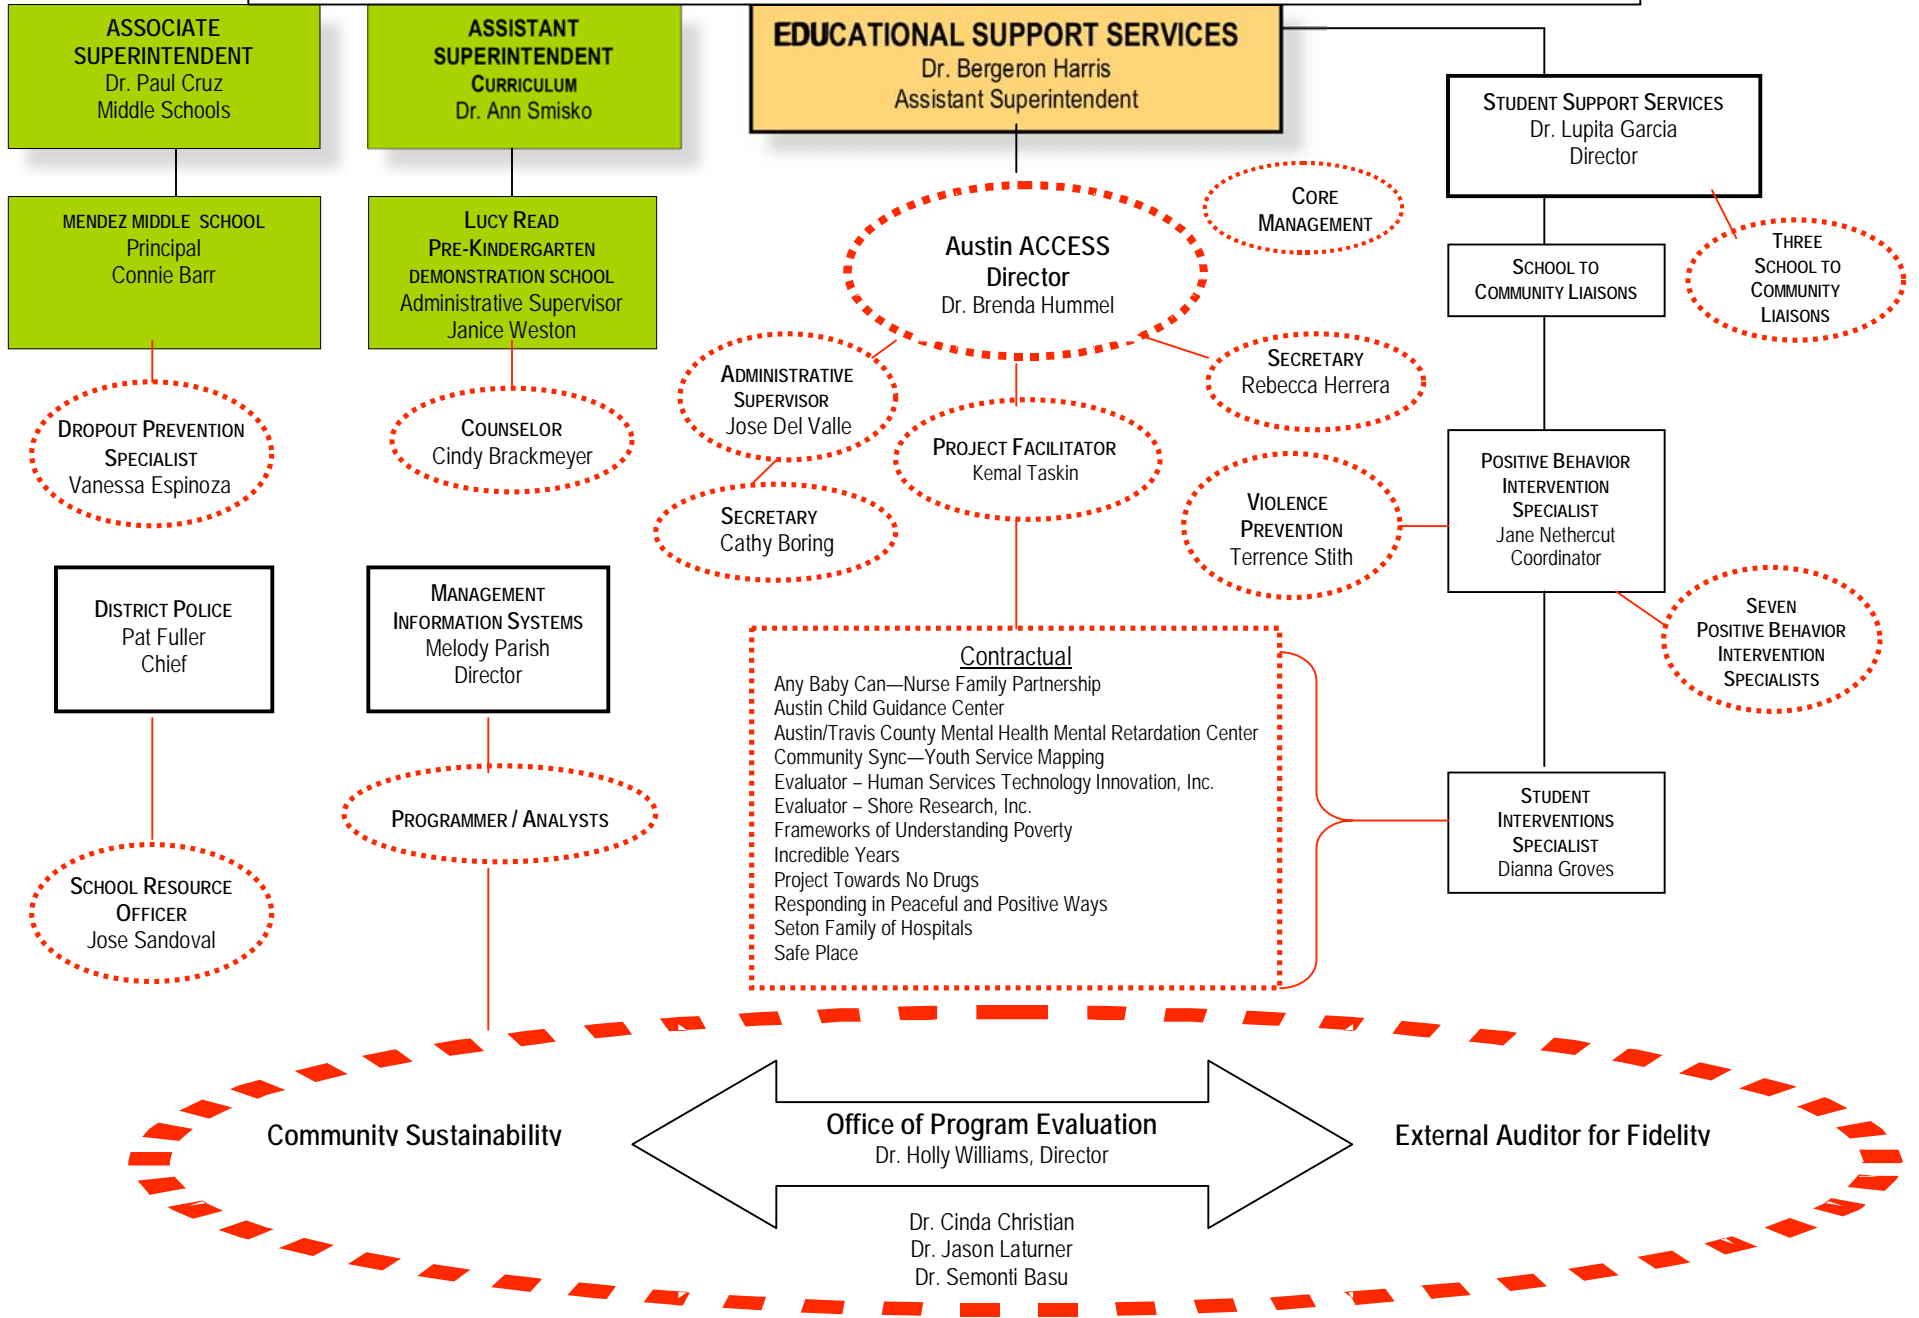 ASSOCIATE
SUPERINTENDENT
Dr. Paul Cruz
Middle Schools
ASSISTANT
SUPERINTENDENT
CURRICULUM
Dr. Ann Smisko
EDUCATIONAL SUPPORT SERVICES
Dr. Bergeron Harris
Assistant Superintendent
STUDENT SUPPORT SERVICES
Dr. Lupita Garcia
Director
MENDEZ MIDDLE SCHOOL
Principal
Connie Barr
LUCY READ
PRE-KINDERGARTEN
DEMONSTRATION SCHOOL
Administrative Supervisor
Janice Weston
Austin ACCESS
Director
Dr. Brenda Hummel
CORE
MANAGEMENT
SCHOOL TO
COMMUNITY LIAISONS
THREE
SCHOOL TO
COMMUNITY
LIAISONS
ADMINISTRATIVE
SUPERVISOR
Jose Del Valle
SECRETARY
Rebecca Herrera
DROPOUT PREVENTION
SPECIALIST
Vanessa Espinoza
COUNSELOR
Cindy Brackmeyer
PROJECT FACILITATOR
Kemal Taskin
SECRETARY
Cathy Boring
VIOLENCE
PREVENTION
Terrence Stith
POSITIVE BEHAVIOR
INTERVENTION
SPECIALIST
Jane Nethercut
Coordinator
DISTRICT POLICE
Pat Fuller
Chief
MANAGEMENT
INFORMATION SYSTEMS
Melody Parish
Director
SEVEN
POSITIVE BEHAVIOR
INTERVENTION
SPECIALISTS
Contractual
Any Baby Can—Nurse Family Partnership
Austin Child Guidance Center
Austin/Travis County Mental Health Mental Retardation Center
Community Sync—Youth Service Mapping
Evaluator – Human Services Technology Innovation, Inc.
Evaluator – Shore Research, Inc.
Frameworks of Understanding Poverty
Incredible Years
Project Towards No Drugs
Responding in Peaceful and Positive Ways
Seton Family of Hospitals
Safe Place
PROGRAMMER / ANALYSTS
STUDENT
INTERVENTIONS
SPECIALIST
Dianna Groves
SCHOOL RESOURCE
OFFICER
Jose Sandoval
Community Sustainability
Office of Program Evaluation
Dr. Holly Williams, Director
External Auditor for Fidelity
Dr. Cinda Christian
Dr. Jason Laturner
Dr. Semonti Basu